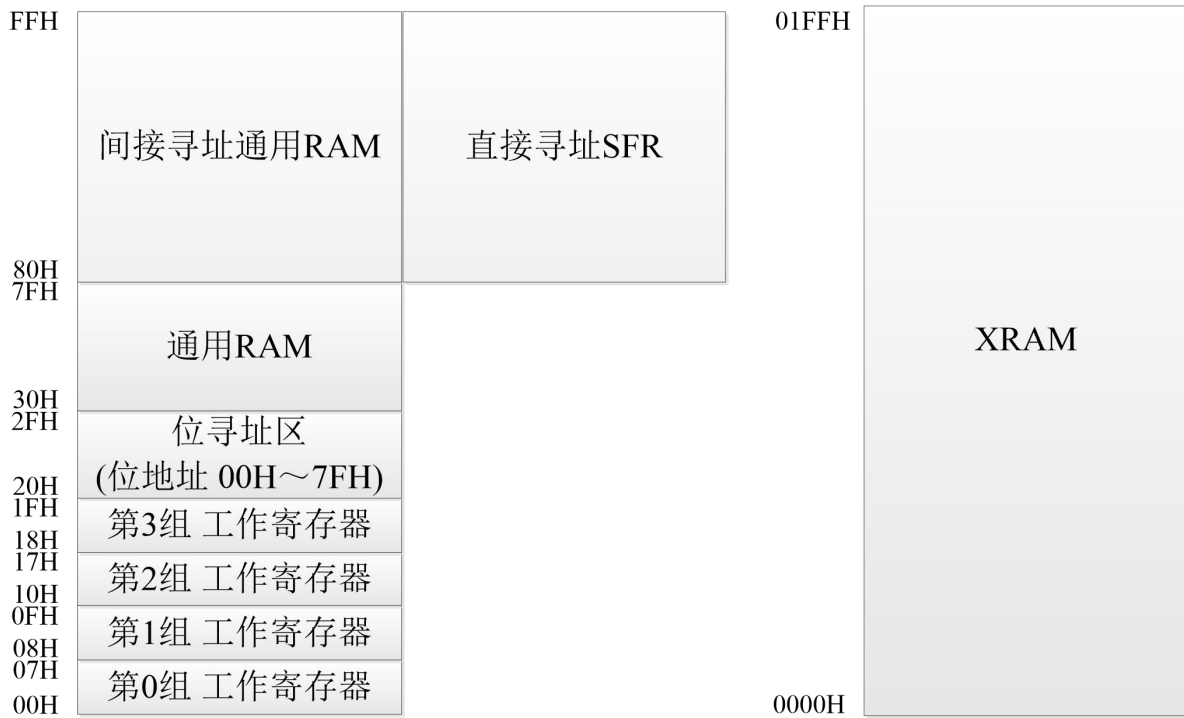 FFH
间接寻址通用RAM
直接寻址SFR
80H
7FH
通用RAM
30H
2FH
位寻址区
(位地址 00H～7FH)
20H
1FH
第3组 工作寄存器
18H
17H
第2组 工作寄存器
10H
0FH
第1组 工作寄存器
08H
07H
第0组 工作寄存器
00H
01FFH
XRAM
0000H